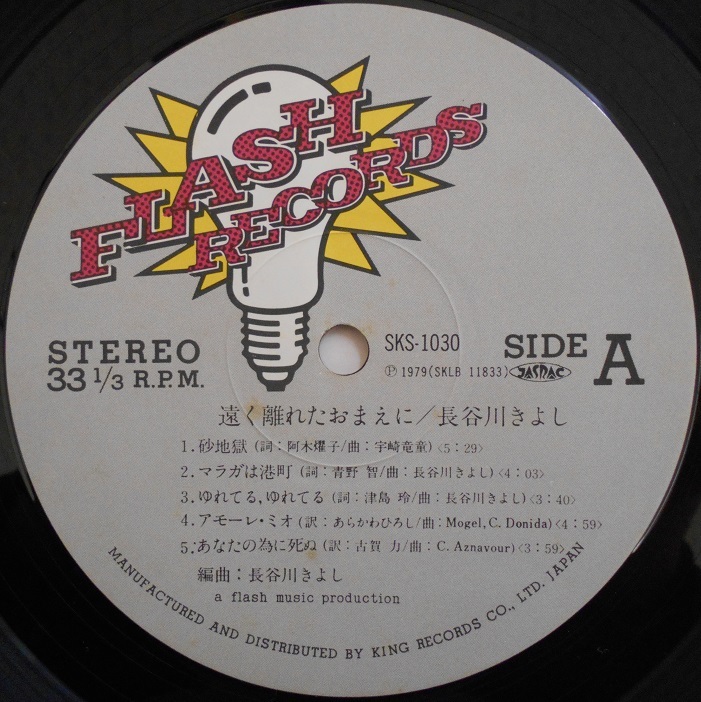 FLASH
RECORDS
STEREO
33 1/3 R.P.M.
SKS-1030
Ⓟ 1979(SKLB 11833)
JASRAC
SIDE A
遠く離れたおまえに／長谷川きよし
1. 砂地獄 (詞：阿木燿子/曲：宇崎竜童)〈5：29〉
2. マラガは港町 (詞：青野 智/曲：長谷川きよし)〈4：03〉
3. ゆれてる,ゆれてる (詞：津島 玲/曲：長谷川きよし)〈3：40〉
4. アモーレ・ミオ (訳：あらかわひろし/曲：Mogel, C. Donida)〈4：59〉
5. あなたの為に死ぬ (訳：古賀 力/曲：C. Aznavour)〈3：59〉
編曲：長谷川きよし
a flash music production
MANUFACTURED AND DISTRIBUTED BY KING RECORDS CO., LTD. JAPAN